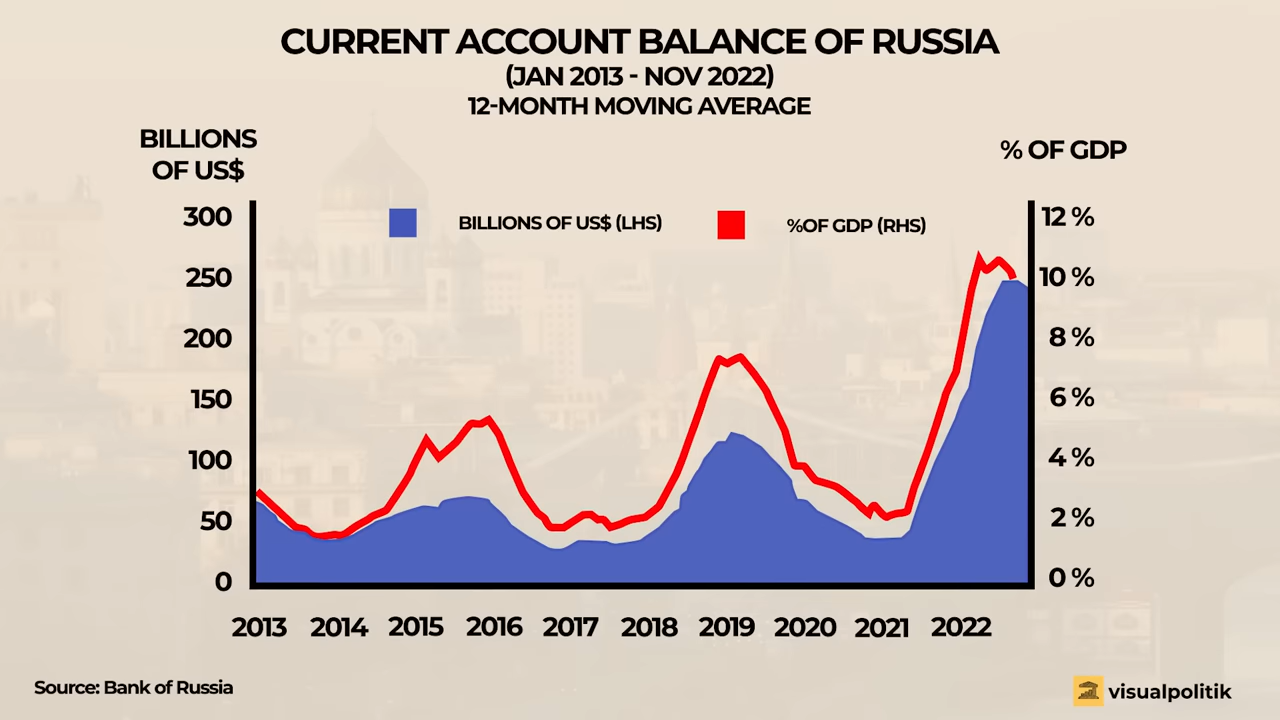 CURRENT ACCOUNT BALANCE OF RUSSIA
(JAN 2013 - NOV 2022)
12-MONTH MOVING AVERAGE
BILLIONS
OF US$
% OF GDP
BILLIONS OF US$ (LHS)
%OF GDP (RHS)
300
250
200
150
100
50
0
12 %
10 %
8 %
6 %
4 %
2 %
0 %
2013 2014 2015 2016 2017 2018 2019 2020 2021 2022
Source: Bank of Russia
visualpolitik